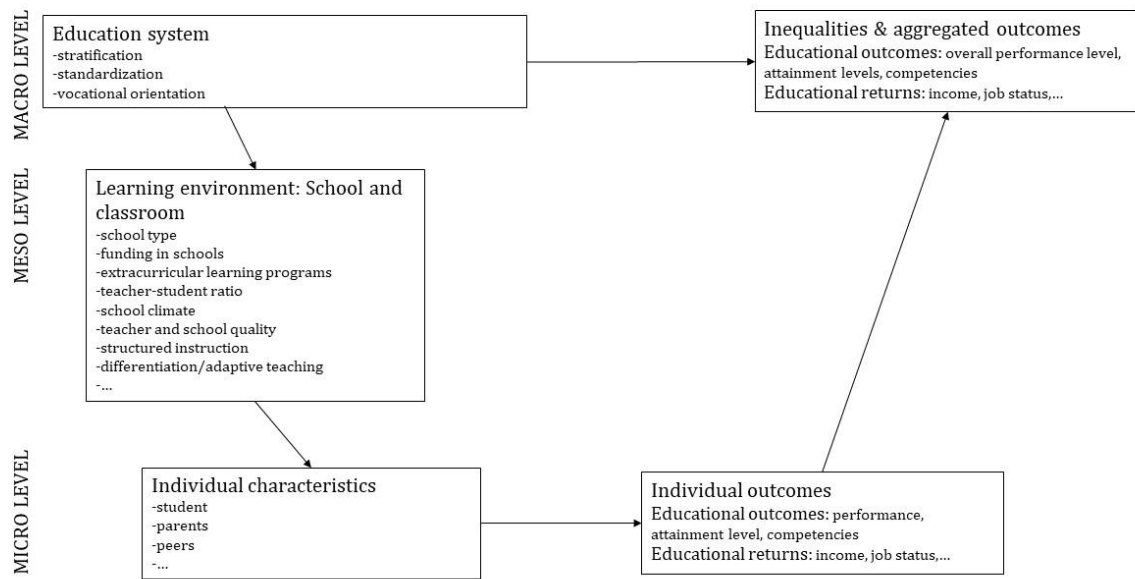 MACRO LEVEL
Education system
-stratification
-standardization
-vocational orientation
Inequalities & aggregated outcomes
Educational outcomes: overall performance level,
attainment levels, competencies
Educational returns: income, job status,...
MESO LEVEL
Learning environment: School and
classroom
-school type
-funding in schools
-extracurricular learning programs
-teacher-student ratio
-school climate
-teacher and school quality
-structured instruction
-differentiation/adaptive teaching
-...
MICRO LEVEL
Individual characteristics
-student
-parents
-peers
-...
Individual outcomes
Educational outcomes: performance,
attainment level, competencies
Educational returns: income, job status,...